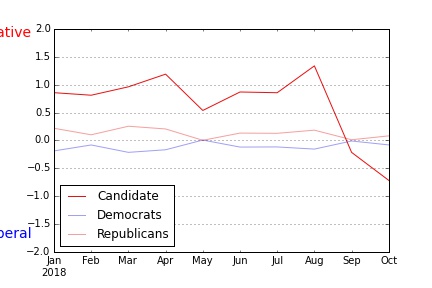 2.0
ative
1.5
1.0
0.5
0.0
−0.5
−1.0
Candidate
−1.5
Democrats
peral
Republicans
−2.0
Jan Feb Mar Apr May Jun Jul Aug Sep Oct
2018